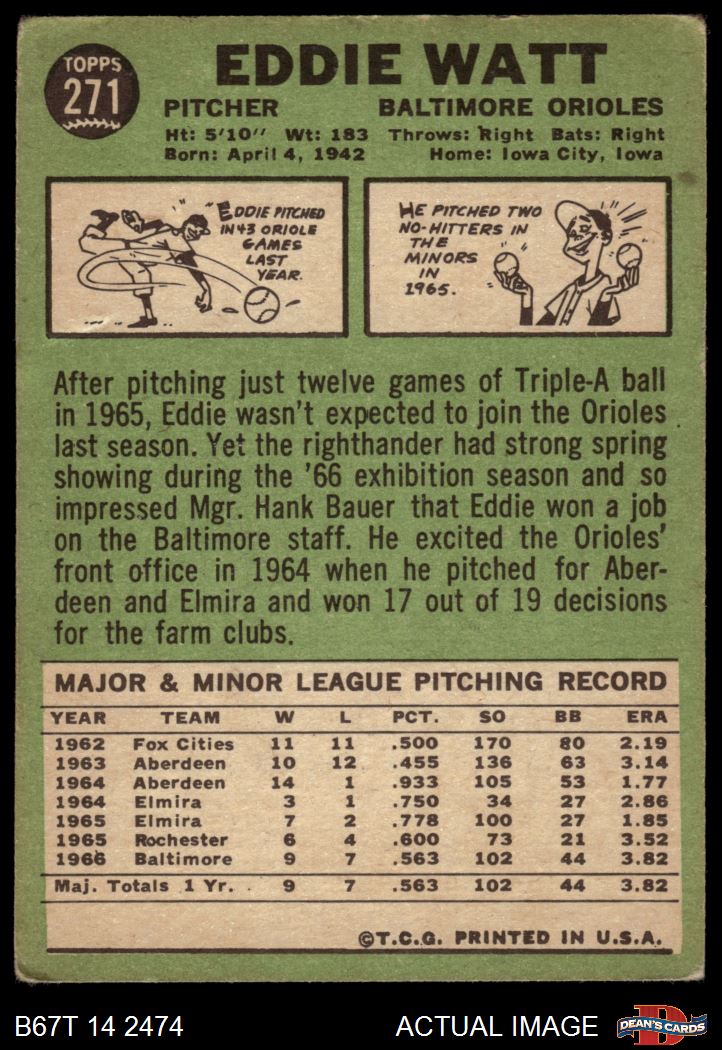 TOPPS
271
EDDIE WATT
PITCHER BALTIMORE ORIOLES
Ht: 5'10" Wt: 183 Throws: Right Bats: Right
Born: April 4, 1942 Home: Iowa City, Iowa
EDDIE PITCHED
IN 43 ORIOLE
GAMES
LAST
YEAR.
HE PITCHED TWO
NO-HITTERS IN
THE
MINORS
IN
1965.
After pitching just twelve games of Triple-A ball
in 1965, Eddie wasn't expected to join the Orioles
last season. Yet the righthander had strong spring
showing during the '66 exhibition season and so
impressed Mgr. Hank Bauer that Eddie won a job
on the Baltimore staff. He excited the Orioles'
front office in 1964 when he pitched for Aber-
deen and Elmira and won 17 out of 19 decisions
for the farm clubs.
MAJOR & MINOR LEAGUE PITCHING RECORD
YEAR TEAM W L PCT. SO BB ERA
1962 Fox Cities 11 11 .500 170 80 2.19
1963 Aberdeen 10 12 .455 136 63 3.14
1964 Aberdeen 14 1 .933 105 53 1.77
1964 Elmira 3 1 .750 34 27 2.86
1965 Elmira 7 2 .778 100 27 1.85
1965 Rochester 6 4 .600 73 21 3.52
1966 Baltimore 9 7 .563 102 44 3.82
Maj. Totals 1 Yr. . 9 7 .563 102 44 3.82
©T.C.G. PRINTED IN U.S.A.
B67T 14 2474 ACTUAL IMAGE D DEAN'S CARDS